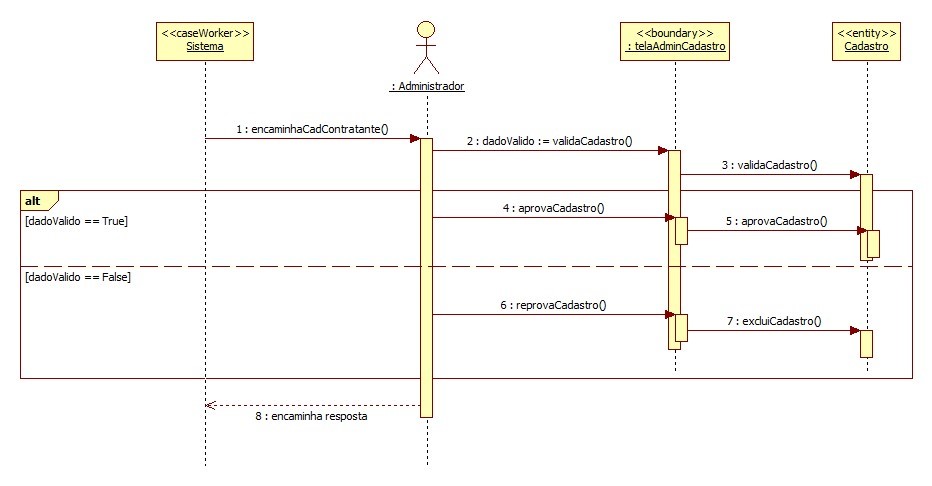 <<caseWorker>>
Sistema
: Administrador
<<boundary>>
: telaAdminCadastro
<<entity>>
Cadastro
1 : encaminhaCadContratante()
2 : dadoValido := validaCadastro()
3 : validaCadastro()
alt
[dadoValido == True]
4 : aprovaCadastro()
5 : aprovaCadastro()
[dadoValido == False]
6 : reprovaCadastro()
7 : excluiCadastro()
8 : encaminha resposta